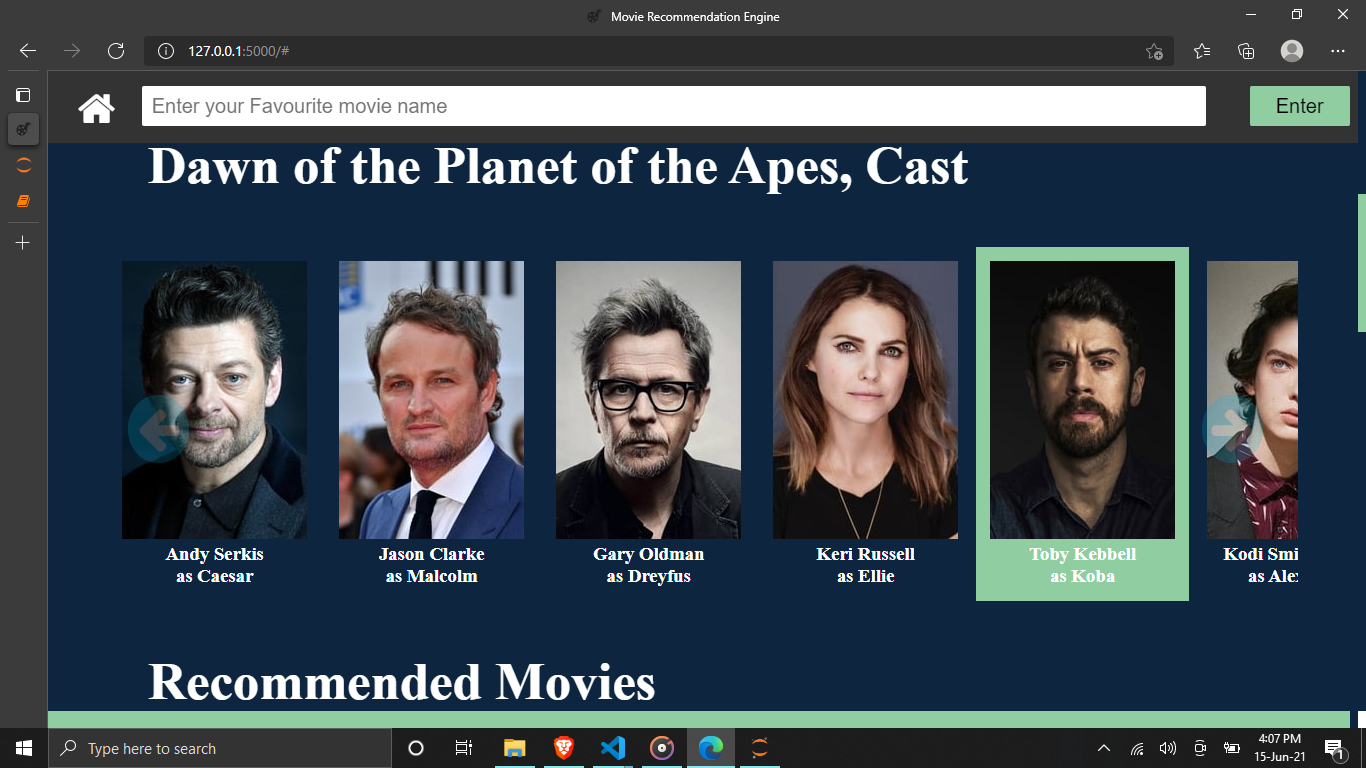 Movie Recommendation Engine
127.0.0.1:5000/#
Enter your Favourite movie name
Enter
Dawn of the Planet of the Apes, Cast
Andy Serkis
as Caesar
Jason Clarke
as Malcolm
Gary Oldman
as Dreyfus
Keri Russell
as Ellie
Toby Kebbell
as Koba
Kodi Smi
as Alex
Recommended Movies
Type here to search
4:07 PM
15-Jun-21
1